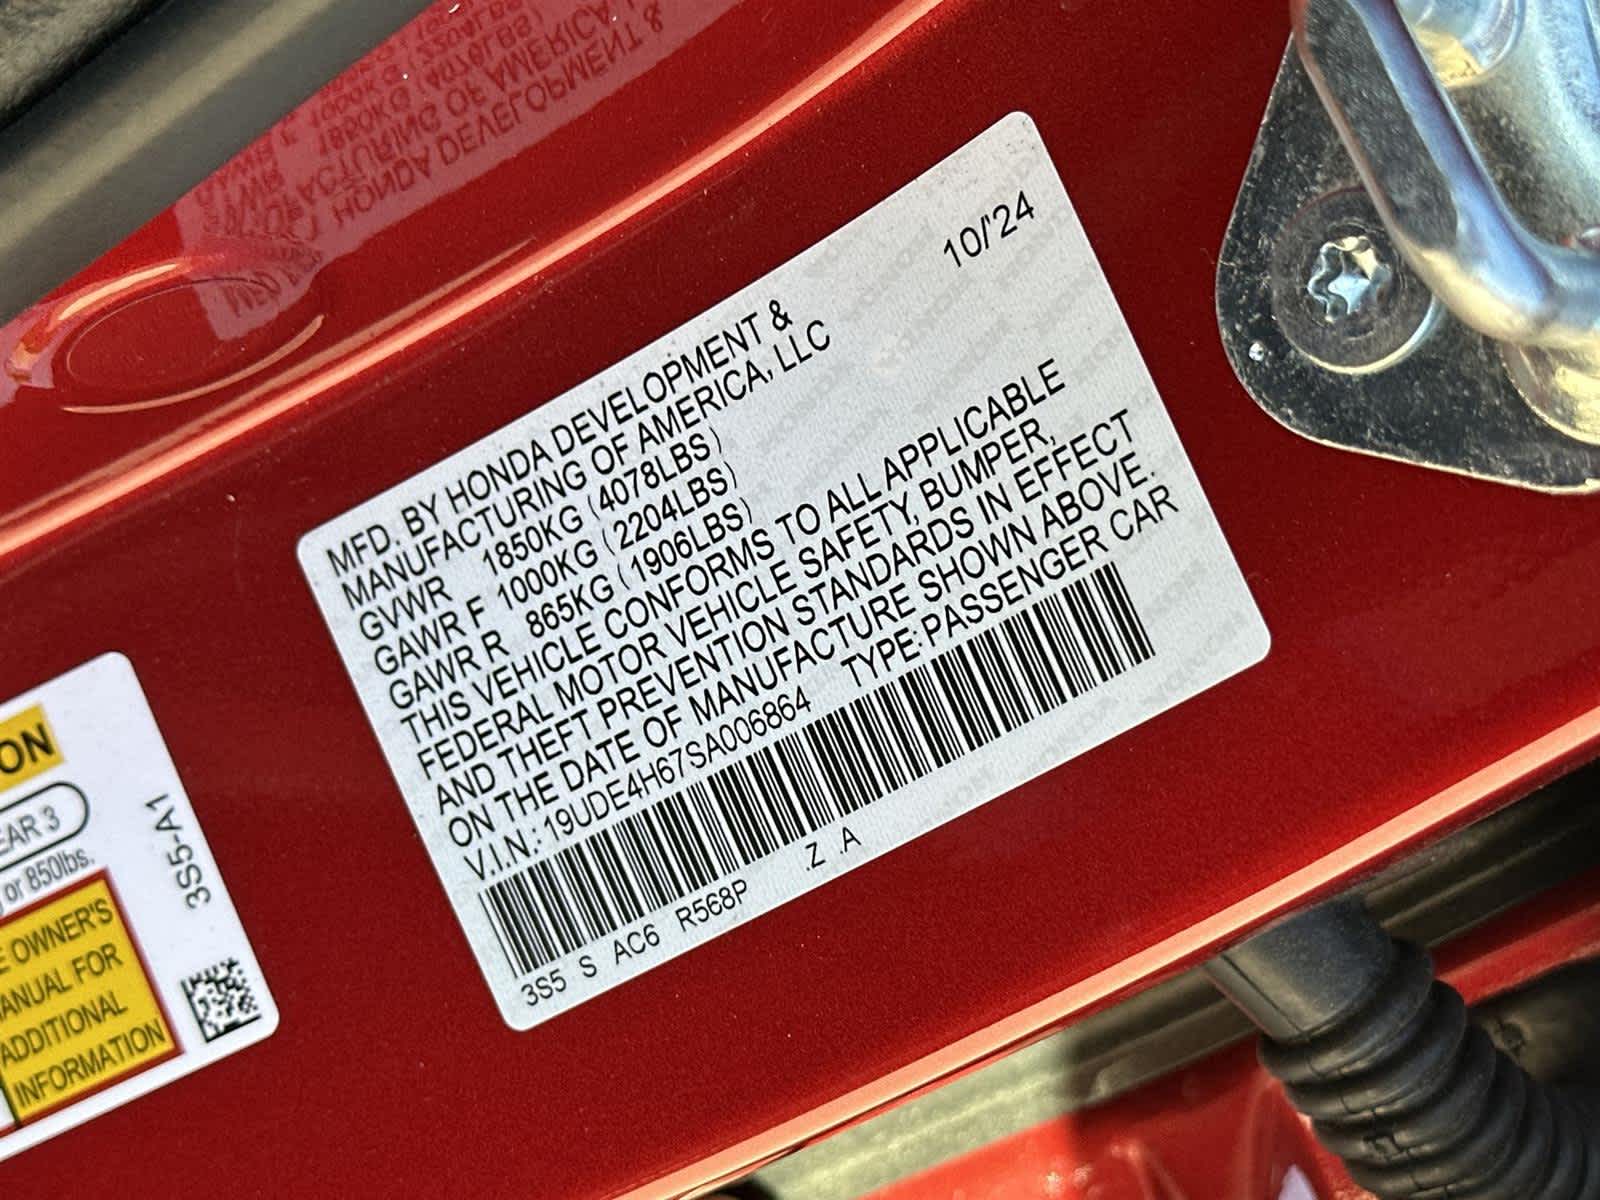 10/'24
MFD. BY HONDA DEVELOPMENT &
MANUFACTURING OF AMERICA, LLC
GVWR 1850KG (4078LBS)
GAWR F 1000KG (2204LBS)
GAWR R 865KG (1906LBS)
THIS VEHICLE CONFORMS TO ALL APPLICABLE
FEDERAL MOTOR VEHICLE SAFETY, BUMPER,
AND THEFT PREVENTION STANDARDS IN EFFECT
ON THE DATE OF MANUFACTURE SHOWN ABOVE.
V.I.N.: 19UDE4H67SA006864 TYPE: PASSENGER CAR
3S5 S AC6 R568P .Z .A
ON
EAR 3
or 850lbs.
E OWNER'S
MANUAL FOR
ADDITIONAL
INFORMATION
3S5-A1